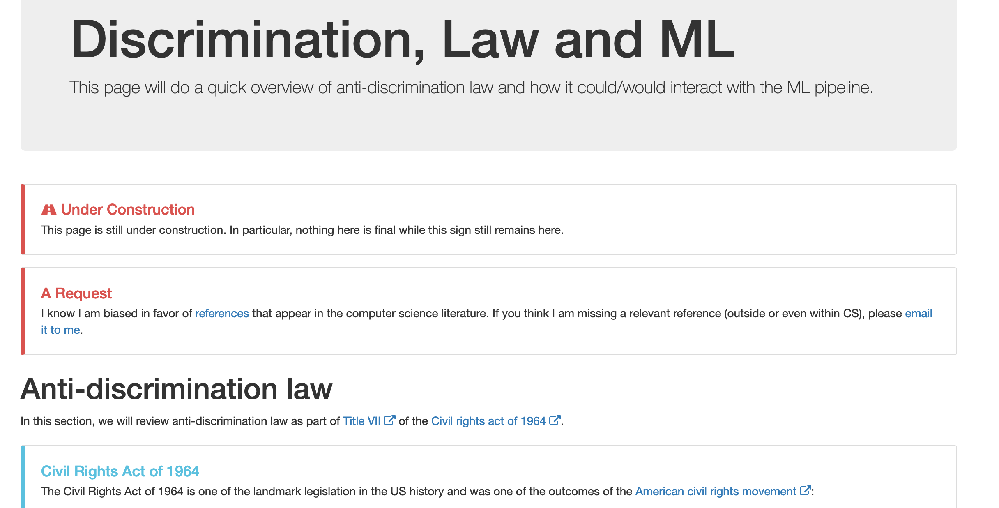 Discrimination, Law and ML
This page will do a quick overview of anti-discrimination law and how it could/would interact with the ML pipeline.
Under Construction
This page is still under construction. In particular, nothing here is final while this sign still remains here.
A Request
I know I am biased in favor of references that appear in the computer science literature. If you think I am missing a relevant reference (outside or even within CS), please email
it to me.
Anti-discrimination law
In this section, we will review anti-discrimination law as part of Title VII of the Civil rights act of 1964.
Civil Rights Act of 1964
The Civil Rights Act of 1964 is one of the landmark legislation in the US history and was one of the outcomes of the American civil rights movement: